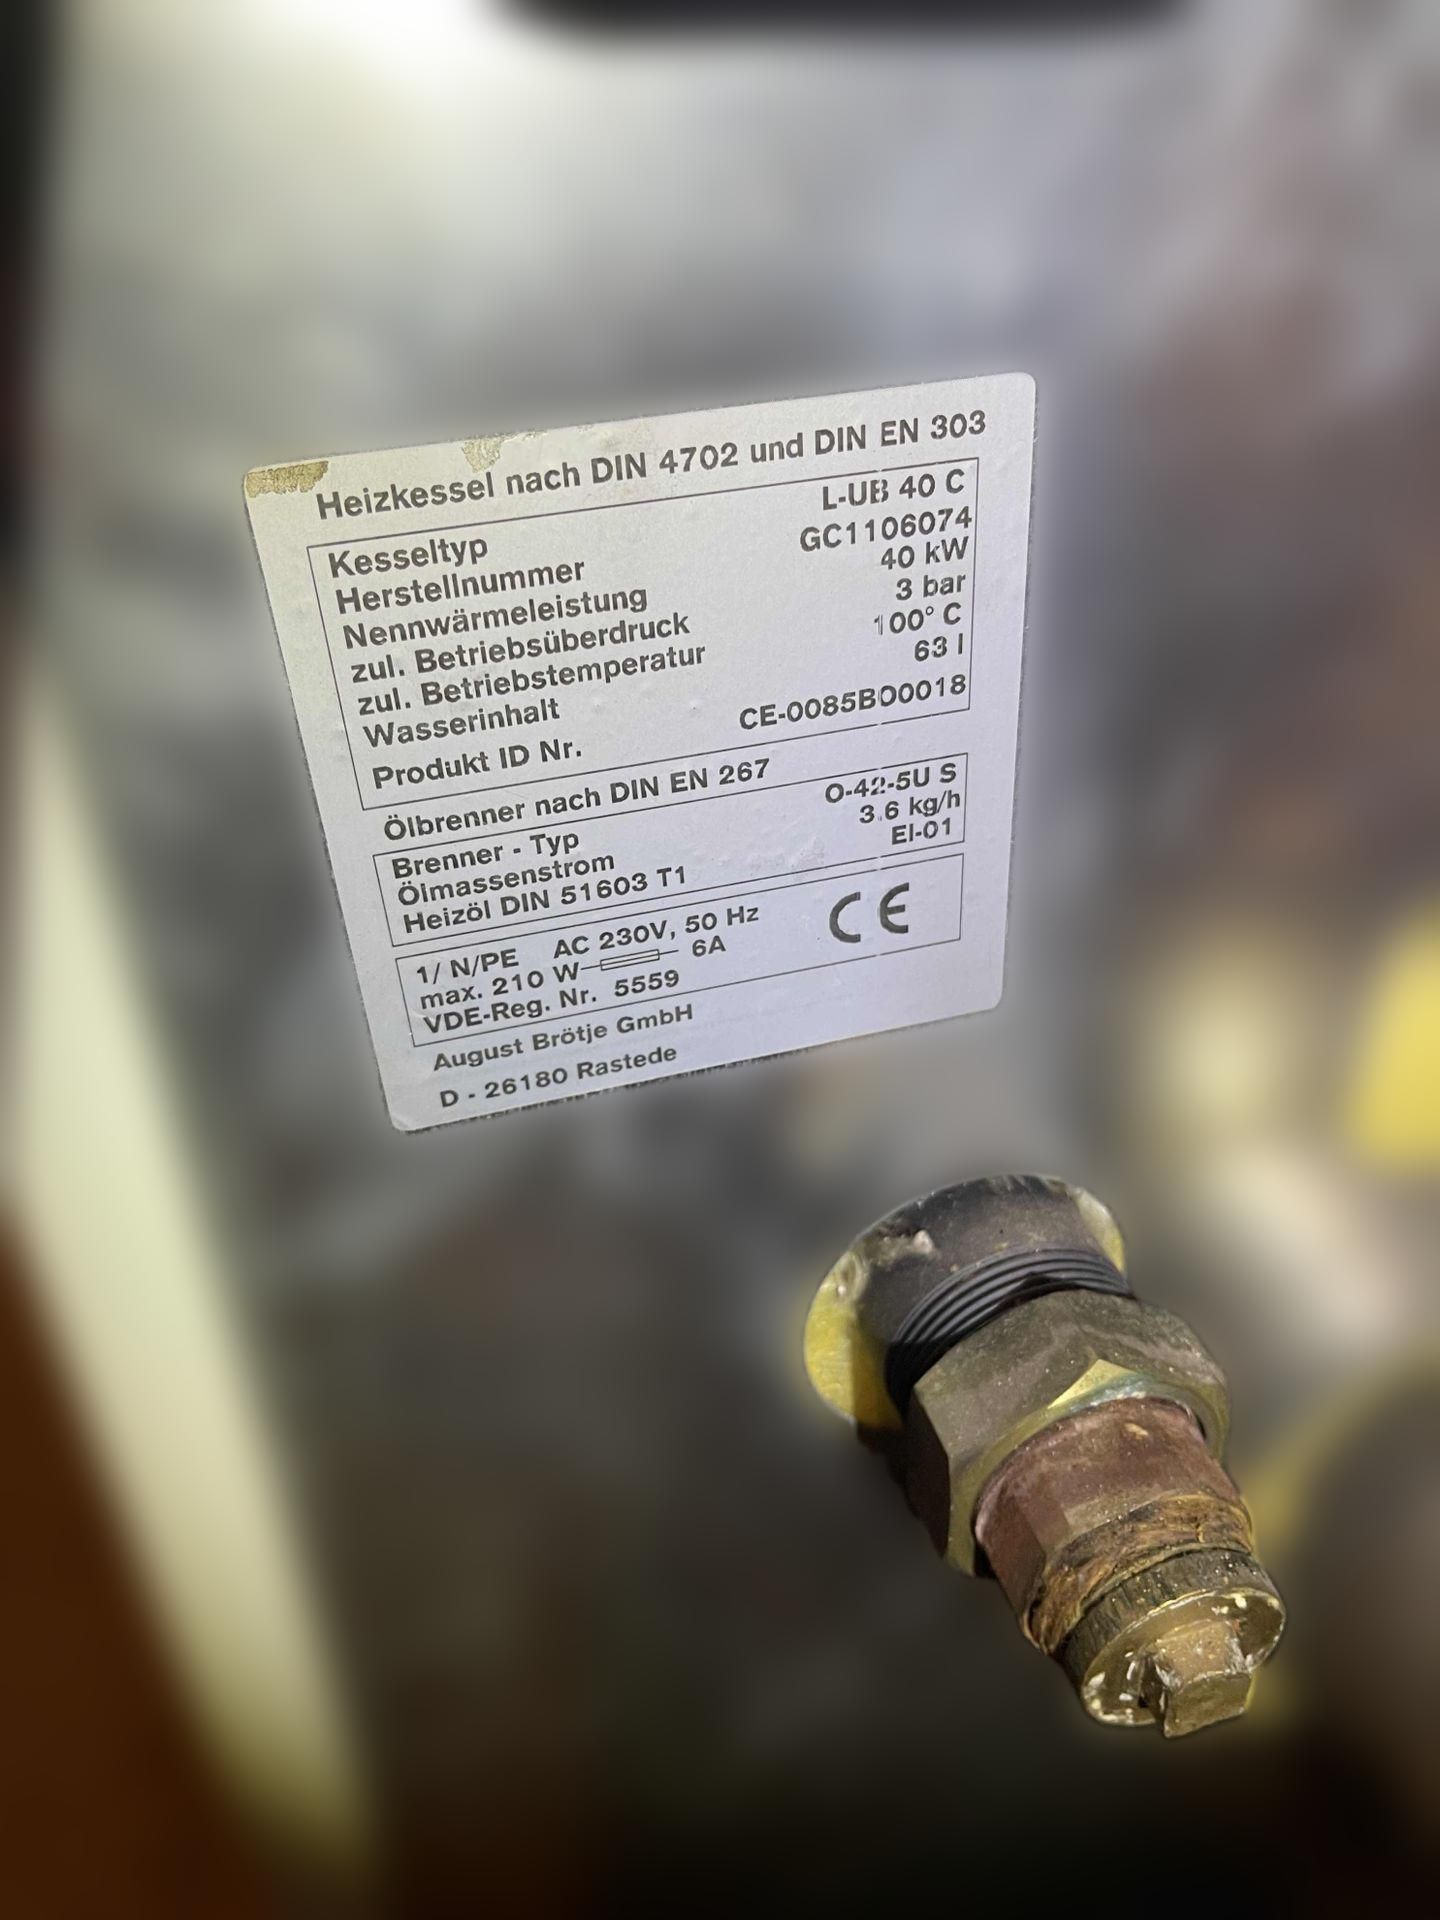 Heizkessel nach DIN 4702 und DIN EN 303
Kesseltyp L-UB 40 C
Herstellnummer GC1106074
Nennwärmeleistung 40 kW
zul. Betriebsüberdruck 3 bar
zul. Betriebstemperatur 100° C
Wasserinhalt 63 l
Produkt ID Nr. CE-0085BO0018
Ölbrenner nach DIN EN 267
Brenner - Typ O-42-5U S
Ölmassenstrom 3.6 kg/h
Heizöl DIN 51603 T1 El-01
1/ N/PE AC 230V, 50 Hz
max. 210 W 6A
VDE-Reg. Nr. 5559
CE
August Brötje GmbH
D - 26180 Rastede